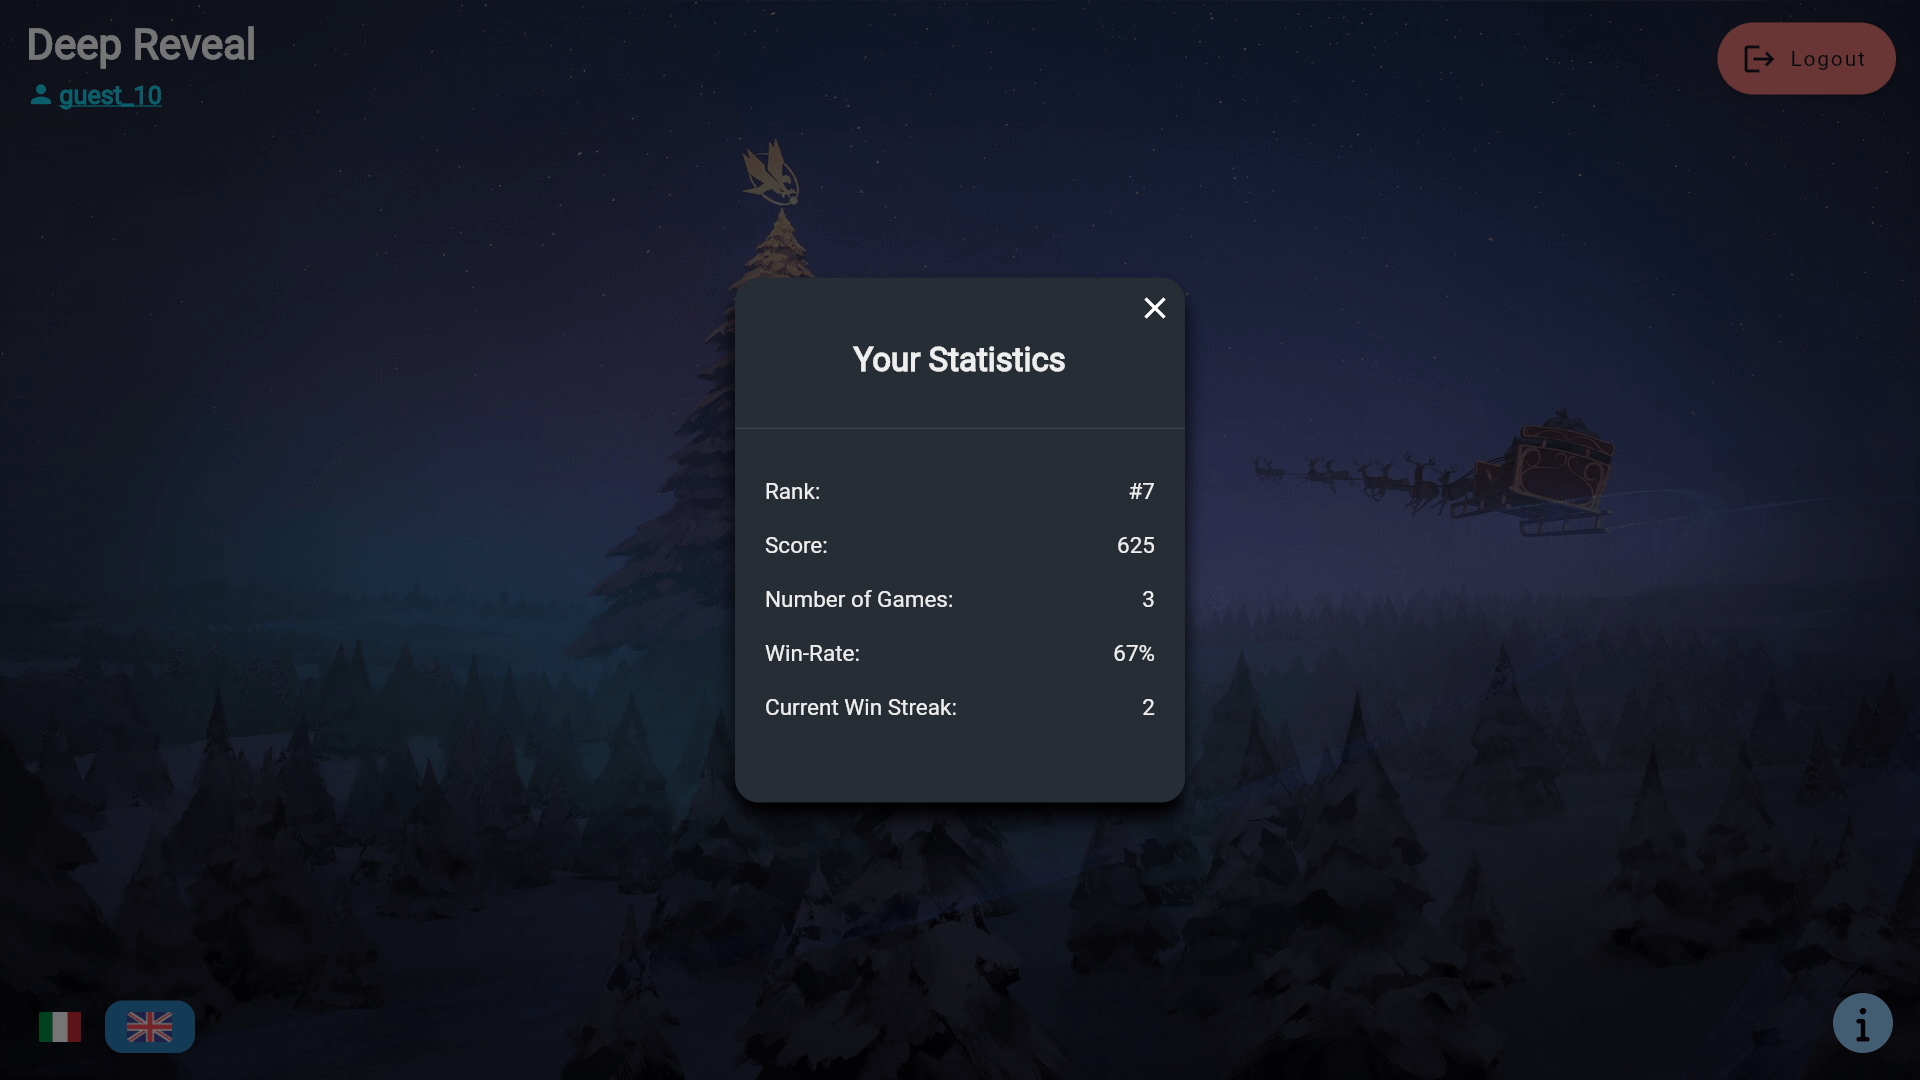 Deep Reveal
guest_10
Logout
Your Statistics
Rank: #7
Score: 625
Number of Games: 3
Win-Rate: 67%
Current Win Streak: 2
i